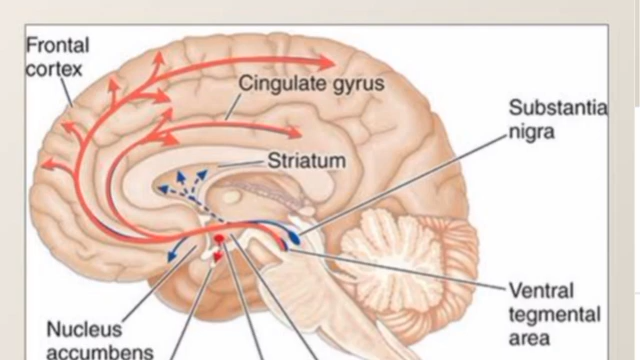 Frontal
cortex
Cingulate gyrus
Substantia
nigra
Striatum
Ventral
tegmental
area
Nucleus
accumbens